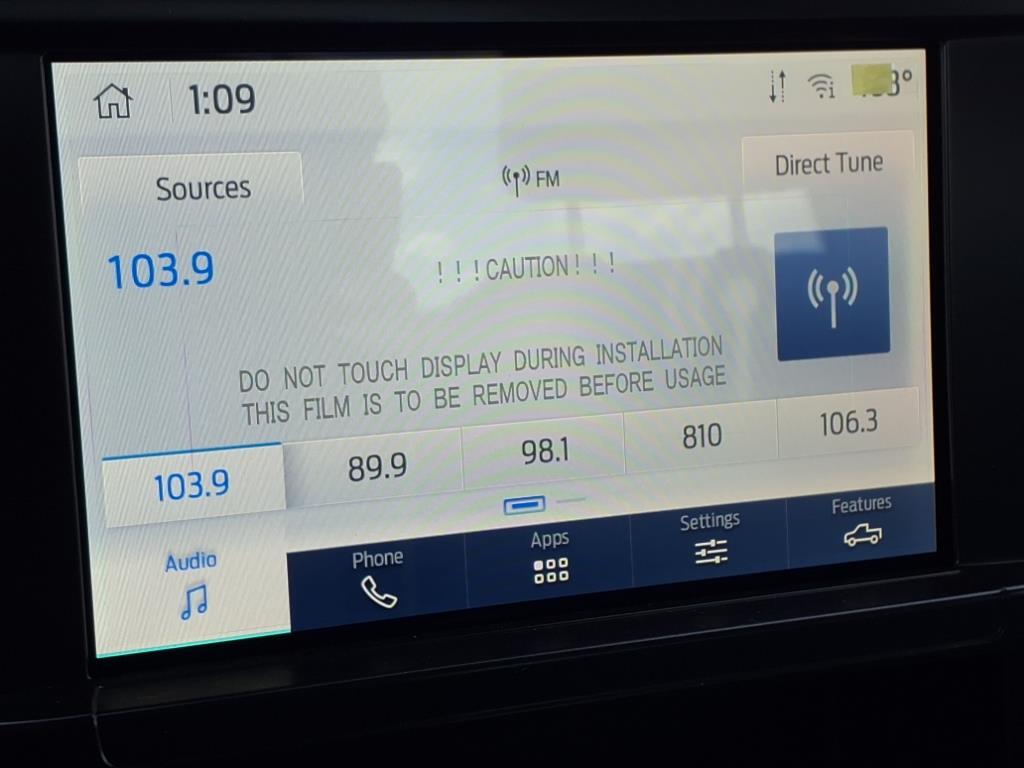 1:09
Sources
FM
Direct Tune
103.9
! ! ! CAUTION ! ! !
DO NOT TOUCH DISPLAY DURING INSTALLATION
THIS FILM IS TO BE REMOVED BEFORE USAGE
103.9 89.9 98.1 810 106.3
Audio Phone Apps Settings Features